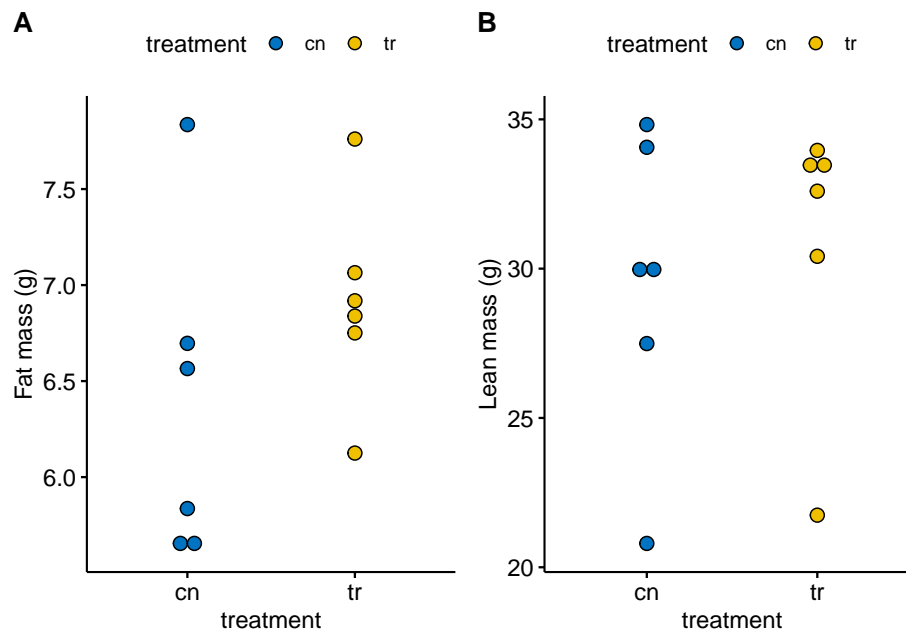 A
treatment cn tr
Fat mass (g)
7.5
7.0
6.5
6.0
cn tr
treatment
B
treatment cn tr
Lean mass (g)
35
30
25
20
cn tr
treatment